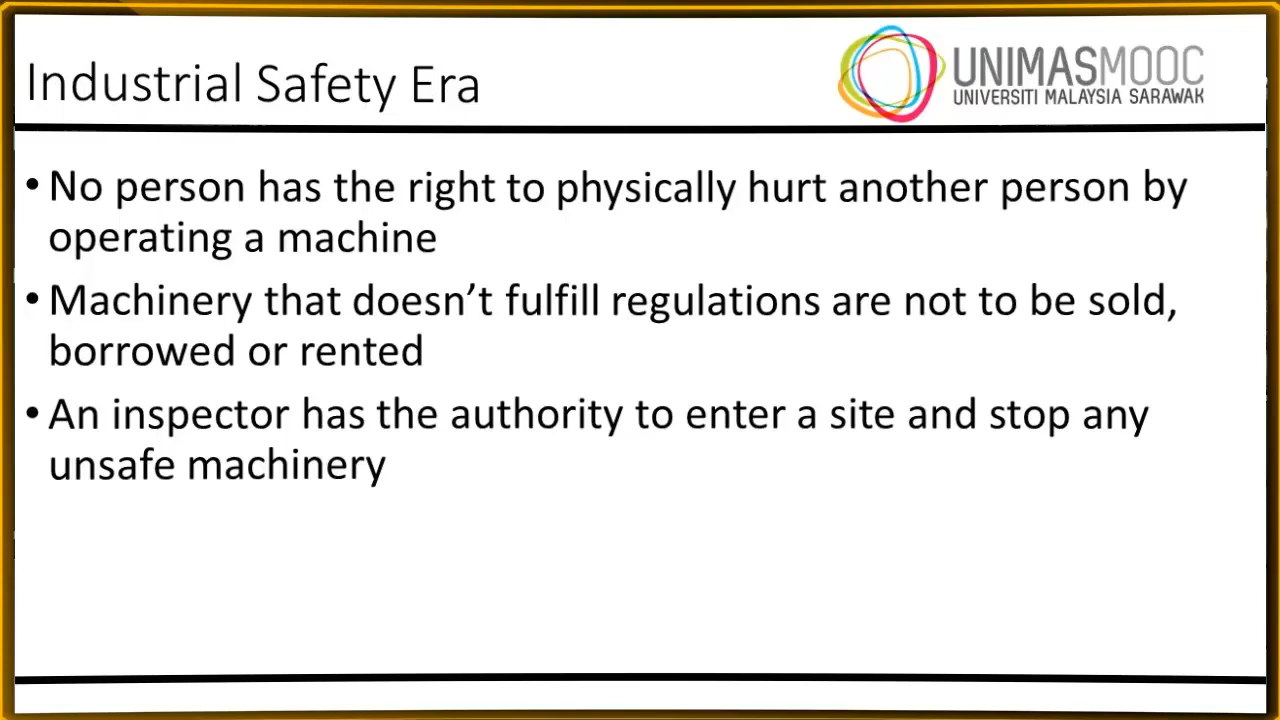 Industrial Safety Era
UNIMASMOOC
UNIVERSITI MALAYSIA SARAWAK
• No person has the right to physically hurt another person by
operating a machine
• Machinery that doesn’t fulfill regulations are not to be sold,
borrowed or rented
• An inspector has the authority to enter a site and stop any
unsafe machinery